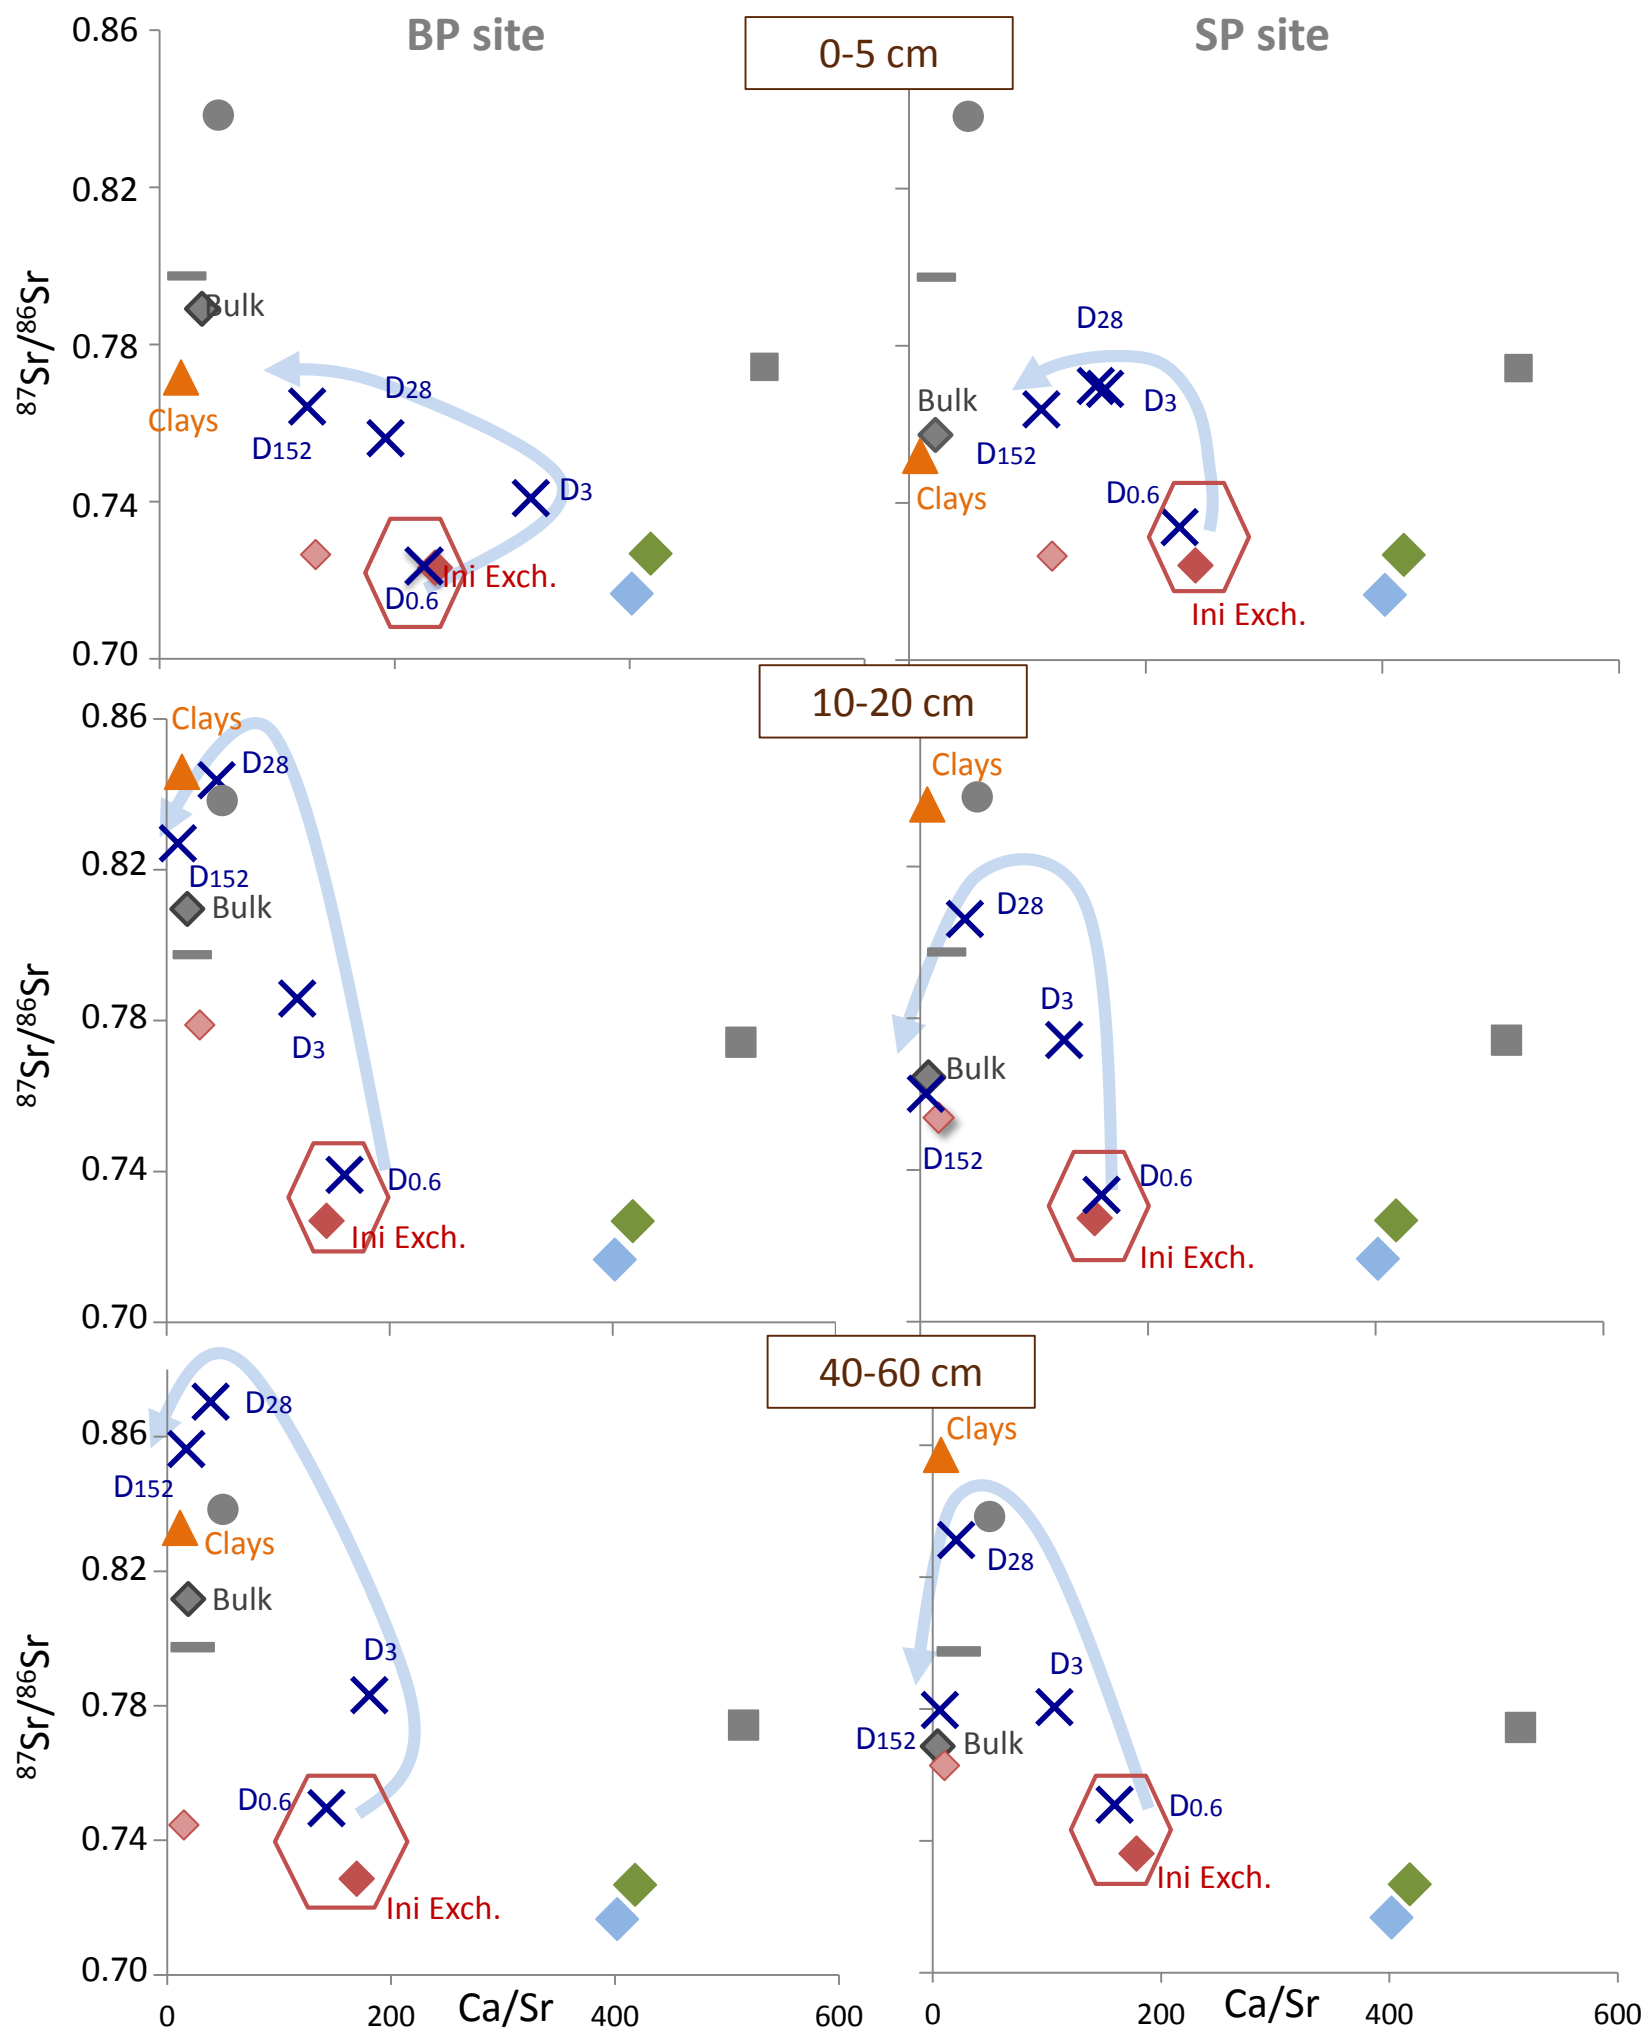 BP site
SP site
0-5 cm
0.86
0.82
0.78
0.74
0.70
87Sr/86Sr
Bulk
Clays
D28
D152
D3
Ini Exch.
D0.6
D28
Bulk
D3
D152
Clays
D0.6
Ini Exch.
10-20 cm
0.86
0.82
0.78
0.74
0.70
87Sr/86Sr
Clays
D28
D152
Bulk
D3
D0.6
Ini Exch.
Clays
D28
D3
Bulk
D152
D0.6
Ini Exch.
40-60 cm
0.86
0.82
0.78
0.74
0.70
87Sr/86Sr
D28
D152
Clays
Bulk
D3
D0.6
Ini Exch.
Clays
D28
D3
D152
Bulk
D0.6
Ini Exch.
0 200 Ca/Sr 400 600
0 200 Ca/Sr 400 600